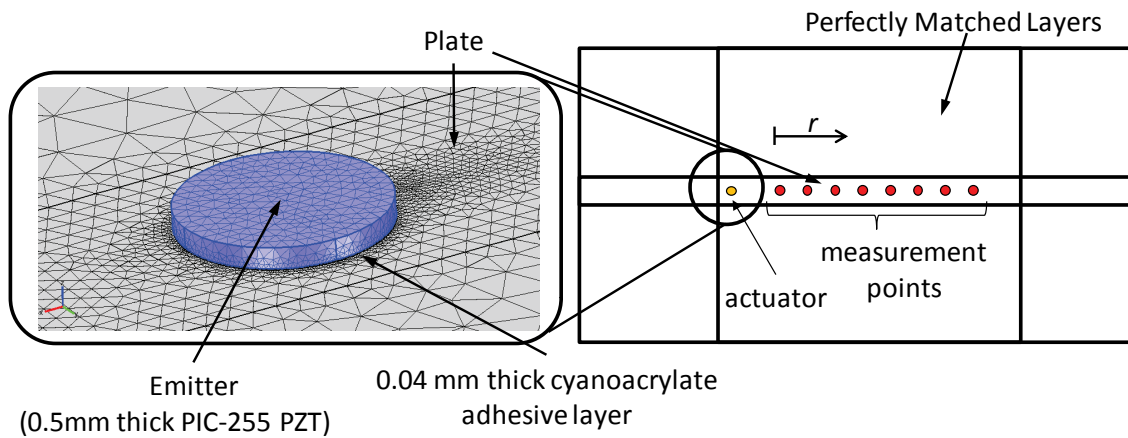 Perfectly Matched Layers
Plate
r
actuator
measurement
points
Emitter
(0.5mm thick PIC-255 PZT)
0.04 mm thick cyanoacrylate
adhesive layer